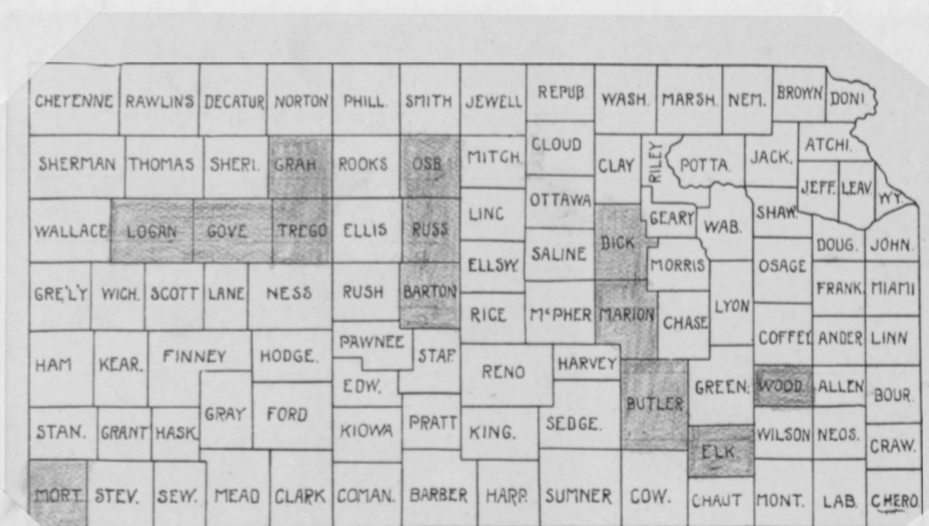 CHEYENNE RAWLINS DECATUR NORTON PHILL. SMITH JEWELL REPUB WASH. MARSH. NEM. BROWN DONI.
SHERMAN THOMAS SHERI. GRAH. ROOKS OSB. MITCH. CLOUD CLAY RILEY POTTA. JACK. ATCHI.
JEFF. LEAV. WY.
WALLACE LOGAN GOVE TREGO ELLIS RUSS LINC OTTAWA DICK GEARY WAB. SHAW. DOUG. JOHN.
ELLSW. SALINE MORRIS OSAGE
GRE'L'Y WICH. SCOTT LANE NESS RUSH BARTON RICE McPHER MARION CHASE LYON FRANK. MIAMI
COFFEY ANDER LINN
HAM KEAR. FINNEY HODGE. PAWNEE STAF. RENO HARVEY
EDW. BUTLER GREEN. WOOD. ALLEN BOUR.
STAN. GRANT HASK. GRAY FORD KIOWA PRATT KING. SEDGE. ELK. WILSON NEOS. CRAW.
MORT. STEV. SEW. MEAD CLARK COMAN. BARBER HARP. SUMNER COW. CHAUT MONT. LAB. CHERO